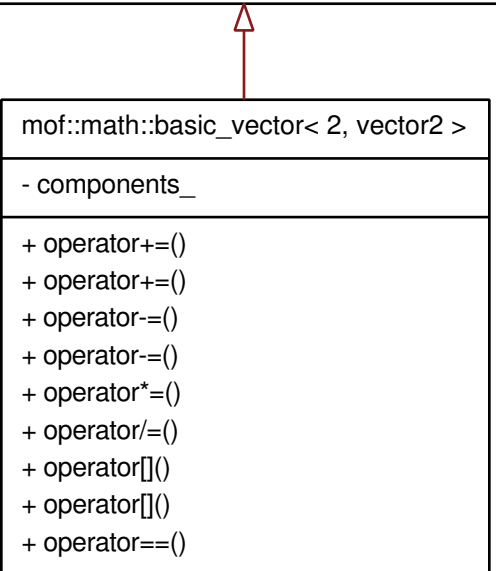 mof::math::basic_vector< 2, vector2 >
- components_
+ operator+=()
+ operator+=()
+ operator-=()
+ operator-=()
+ operator*=()
+ operator/=()
+ operator[]()
+ operator[]()
+ operator==()